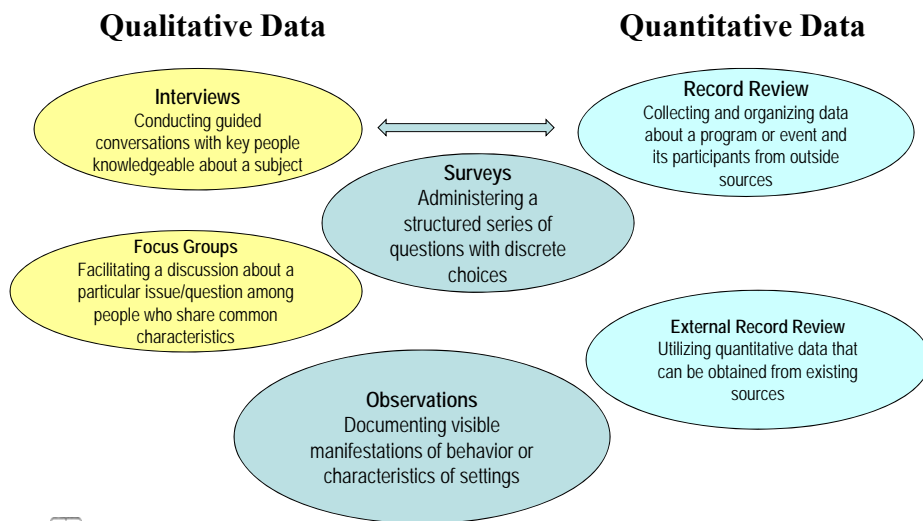 Qualitative Data
Quantitative Data
Interviews
Conducting guided
conversations with key people
knowledgeable about a subject
Record Review
Collecting and organizing data
about a program or event and
its participants from outside
sources
Surveys
Administering a
structured series of
questions with discrete
choices
Focus Groups
Facilitating a discussion about a
particular issue/question among
people who share common
characteristics
External Record Review
Utilizing quantitative data that
can be obtained from existing
sources
Observations
Documenting visible
manifestations of behavior or
characteristics of settings